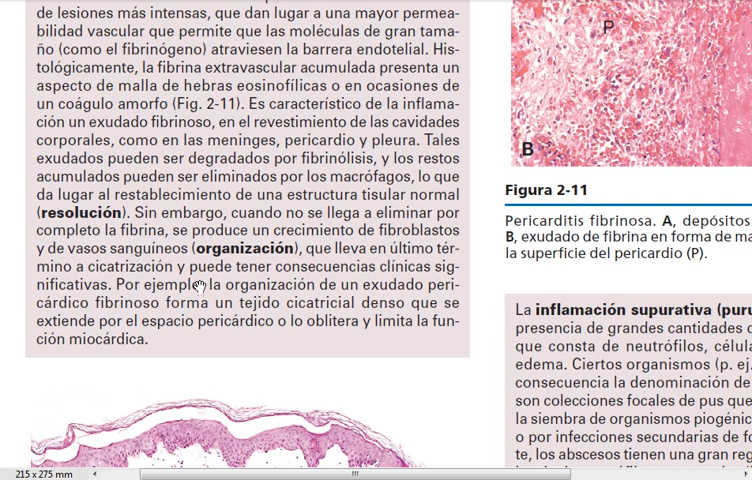 de lesiones más intensas, que dan lugar a una mayor permea-
bilidad vascular que permite que las moléculas de gran tama-
ño (como el fibrinógeno) atraviesen la barrera endotelial. His-
tológicamente, la fibrina extravascular acumulada presenta un
aspecto de malla de hebras eosinofílicas o en ocasiones de
un coágulo amorfo (Fig. 2-11). Es característico de la inflama-
ción un exudado fibrinoso, en el revestimiento de las cavidades
corporales, como en las meninges, pericardio y pleura. Tales
exudados pueden ser degradados por fibrinólisis, y los restos
acumulados pueden ser eliminados por los macrófagos, lo que
da lugar al restablecimiento de una estructura tisular normal
(resolución). Sin embargo, cuando no se llega a eliminar por
completo la fibrina, se produce un crecimiento de fibroblastos
y de vasos sanguíneos (organización), que lleva en último tér-
mino a cicatrización y puede tener consecuencias clínicas sig-
nificativas. Por ejemplo, la organización de un exudado peri-
cárdico fibrinoso forma un tejido cicatricial denso que se
extiende por el espacio pericárdico o lo oblitera y limita la fun-
ción miocárdica.
P
B
Figura 2-11
Pericarditis fibrinosa. A, depósitos
B, exudado de fibrina en forma de ma
la superficie del pericardio (P).
La inflamación supurativa (puru
presencia de grandes cantidades d
que consta de neutrófilos, célula
edema. Ciertos organismos (p. ej.
consecuencia la denominación de
son colecciones focales de pus que
la siembra de organismos piogénic
o por infecciones secundarias de fo
te, los abscesos tienen una gran reg
215 x 275 mm